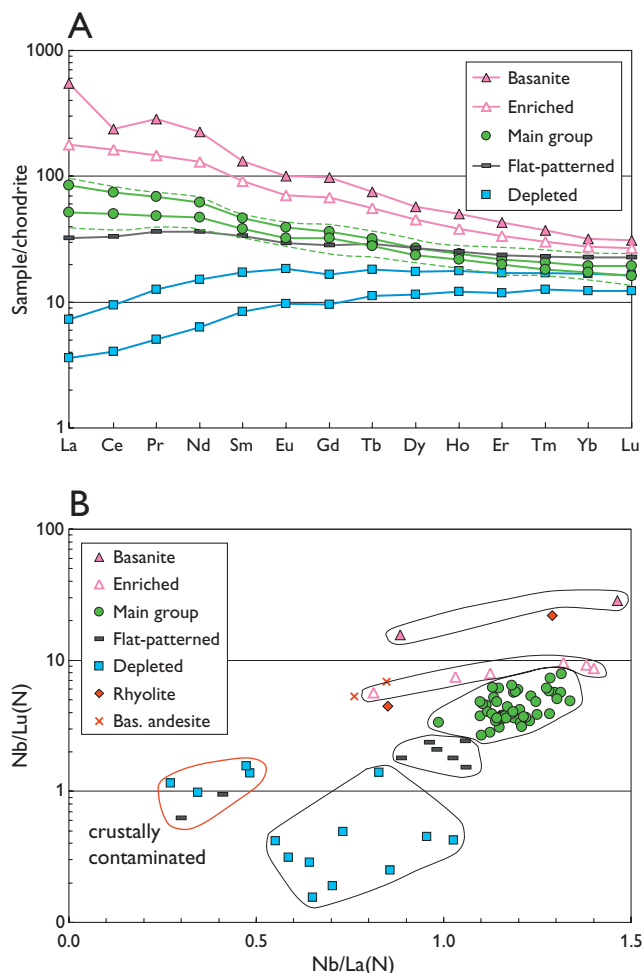 A
1000
100
10
1
Sample/chondrite
Basanite
Enriched
Main group
Flat-patterned
Depleted
La Ce Pr Nd Sm Eu Gd Tb Dy Ho Er Tm Yb Lu
B
100
10
1
0.1
Nb/Lu(N)
Basanite
Enriched
Main group
Flat-patterned
Depleted
Rhyolite
Bas. andesite
crustally
contaminated
0.0 0.5 1.0 1.5
Nb/La(N)